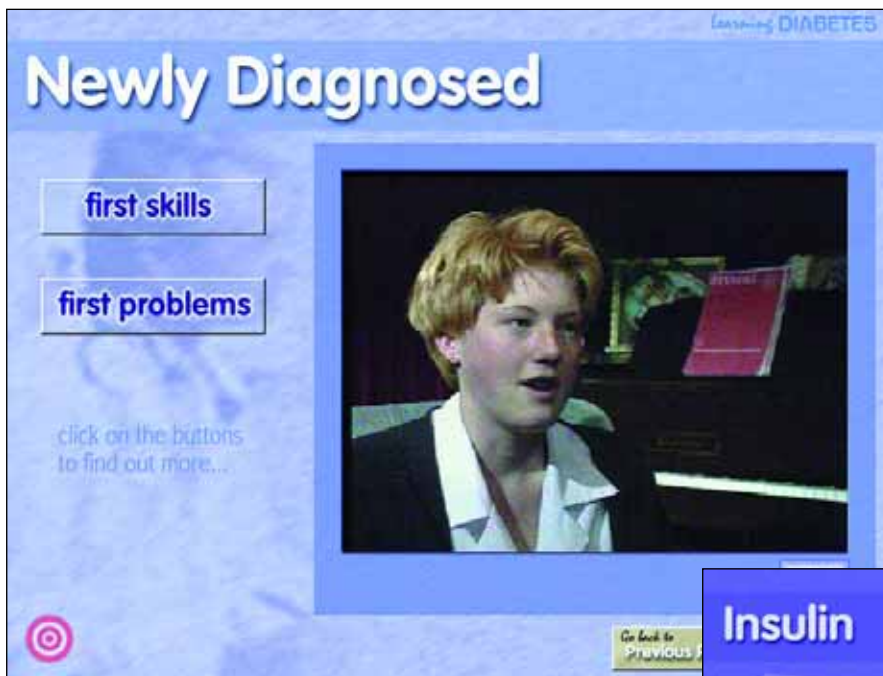 Learning DIABETES
Newly Diagnosed
first skills
first problems
click on the buttons
to find out more...
Go back to
Previous
Insulin